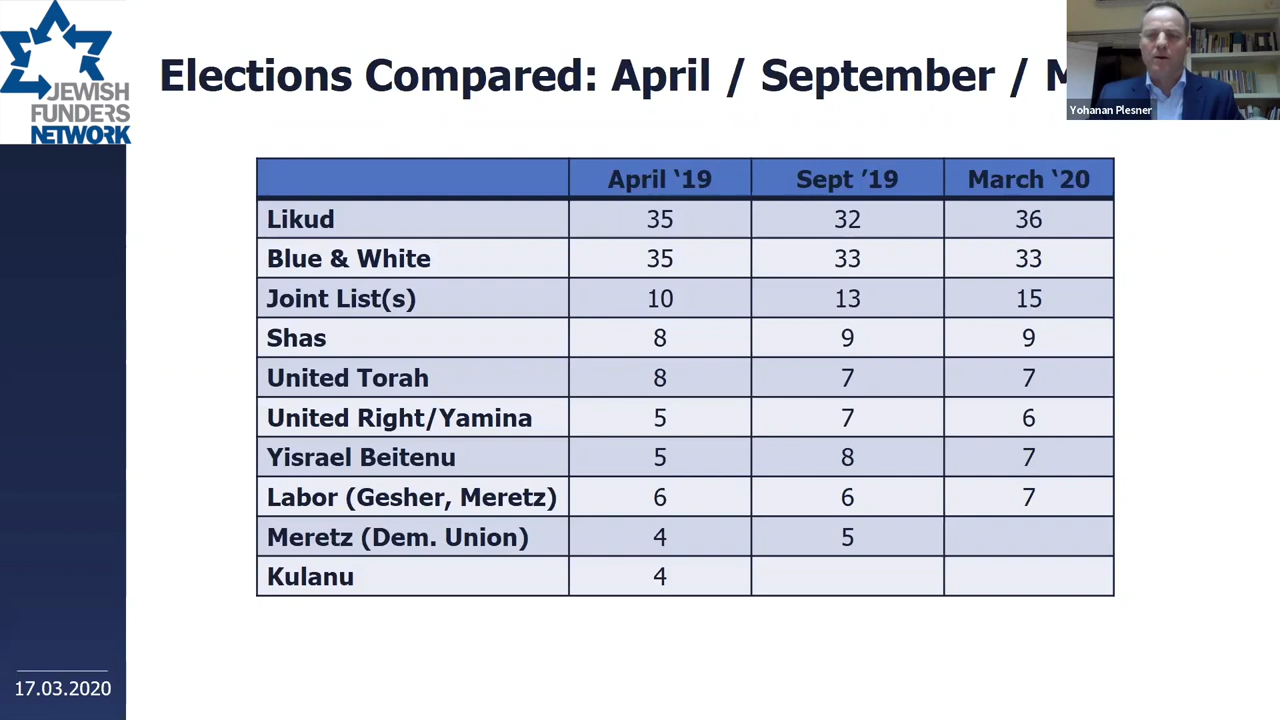 JEWISH
FUNDERS
NETWORK
Elections Compared: April / September / M
Yohanan Plesner
April ‘19 Sept ’19 March ‘20
Likud 35 32 36
Blue & White 35 33 33
Joint List(s) 10 13 15
Shas 8 9 9
United Torah 8 7 7
United Right/Yamina 5 7 6
Yisrael Beitenu 5 8 7
Labor (Gesher, Meretz) 6 6 7
Meretz (Dem. Union) 4 5
Kulanu 4
17.03.2020